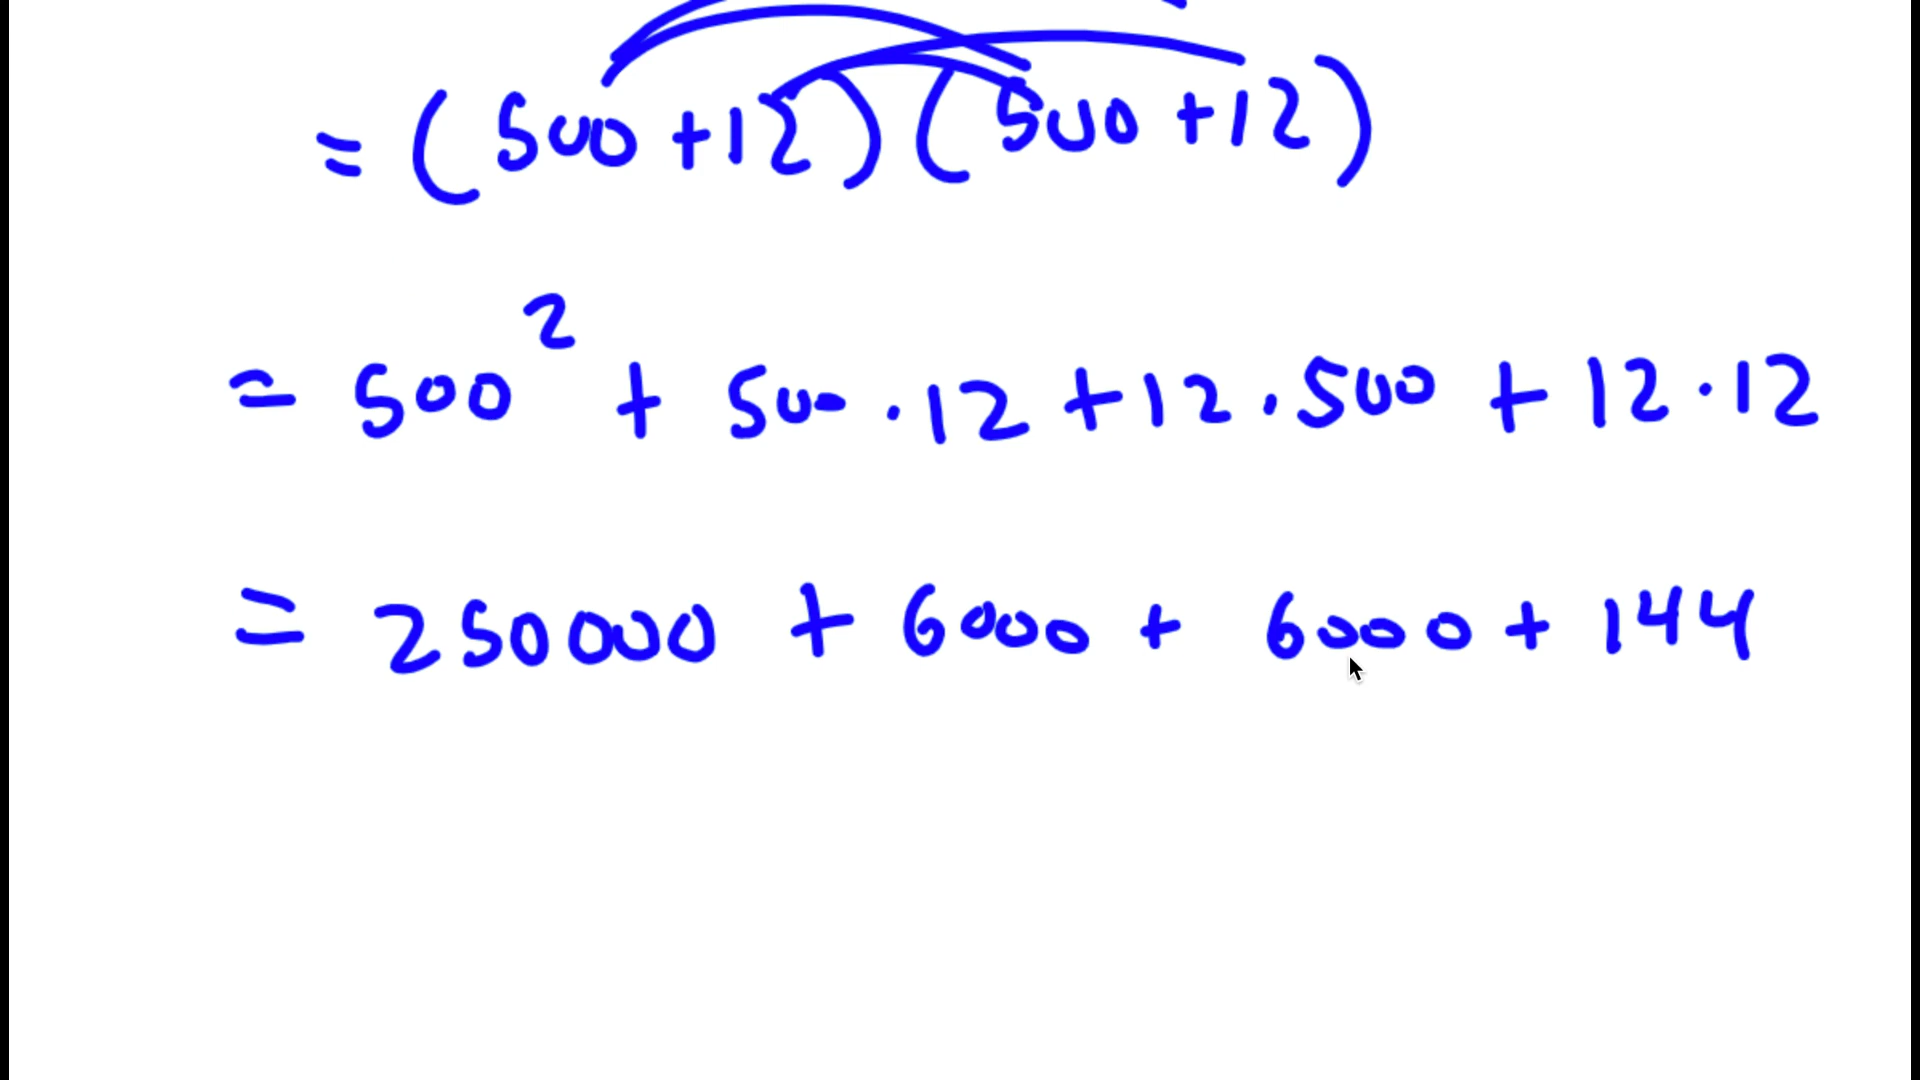 = (500 + 12) (500 + 12)
= 500² + 500 · 12 + 12 · 500 + 12 · 12
= 250000 + 6000 + 6000 + 144